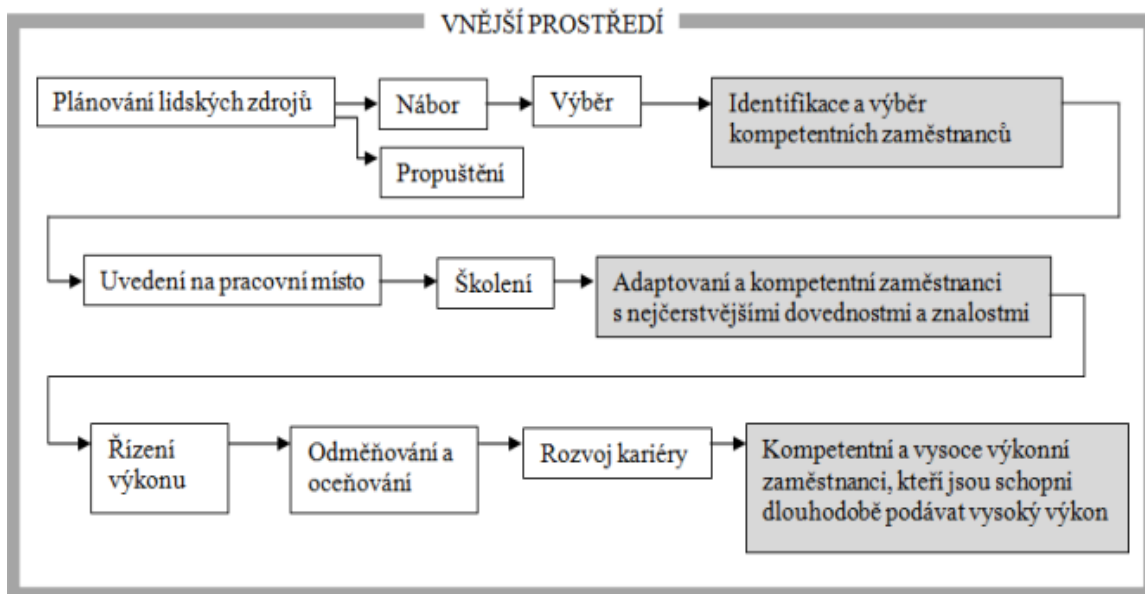 VNĚJŠÍ PROSTŘEDÍ
Plánování lidských zdrojů
Nábor
Výběr
Identifikace a výběr
kompetentních zaměstnanců
Propuštění
Uvedení na pracovní místo
Školení
Adaptovaní a kompetentní zaměstnanci
s nejčerstvějšími dovednostmi a znalostmi
Řízení
výkonu
Odměňování a
oceňování
Rozvoj kariéry
Kompetentní a vysoce výkonní
zaměstnanci, kteří jsou schopni
dlouhodobě podávat vysoký výkon